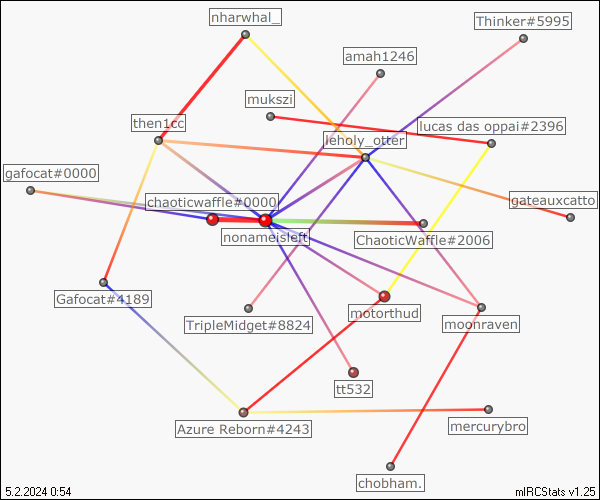 nharwhal_
Thinker#5995
amah1246
mukszi
then1cc
lucas das oppai#2396
leholy_otter
gafocat#0000
chaoticwaffle#0000
gateauxcatto
nonameisleft
ChaoticWaffle#2006
Gafocat#4189
motorthud
TripleMidget#8824
moonraven
tt532
Azure Reborn#4243
mercurybro
chobham.
5.2.2024 0:54
mIRCStats v1.25